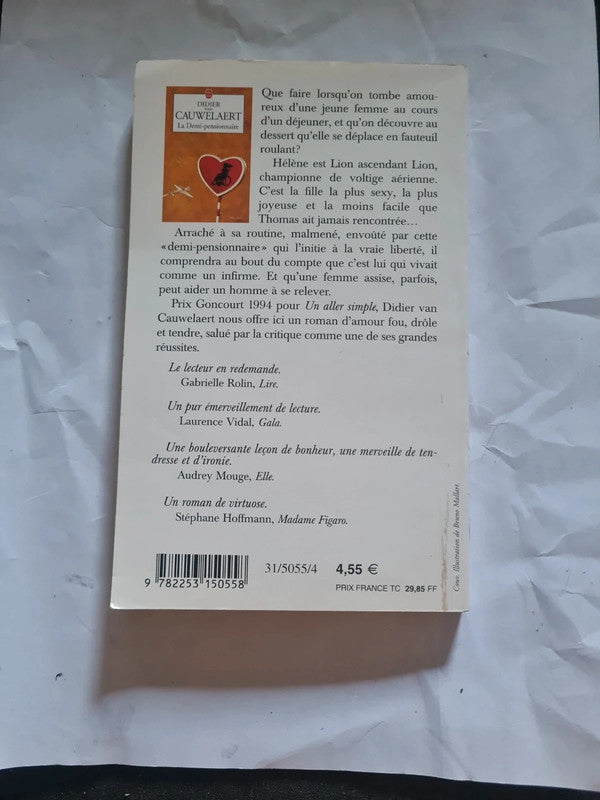 DIDIER
van
CAUWELAERT
La Demi-pensionnaire
Que faire lorsqu'on tombe amou-
reux d'une jeune femme au cours
d'un déjeuner, et qu'on découvre au
dessert qu'elle se déplace en fauteuil
roulant?
Hélène est Lion ascendant Lion,
championne de voltige aérienne.
C'est la fille la plus sexy, la plus
joyeuse et la moins facile que
Thomas ait jamais rencontrée...
Arraché à sa routine, malmené, envoûté par cette
«demi-pensionnaire» qui l'initie à la vraie liberté, il
comprendra au bout du compte que c'est lui qui vivait
comme un infirme. Et qu'une femme assise, parfois,
peut aider un homme à se relever.
Prix Goncourt 1994 pour Un aller simple, Didier van
Cauwelaert nous offre ici un roman d'amour fou, drôle
et tendre, salué par la critique comme une de ses grandes
réussites.
Le lecteur en redemande.
Gabrielle Rolin, Lire.
Un pur émerveillement de lecture.
Laurence Vidal, Gala.
Une bouleversante leçon de bonheur, une merveille de ten-
dresse et d'ironie.
Audrey Mouge, Elle.
Un roman de virtuose.
Stéphane Hoffmann, Madame Figaro.
9 782253 150558
31/5055/4
4,55 €
PRIX FRANCE TC 29,85 FF
Couv. Illustration de Bruno Mallart.